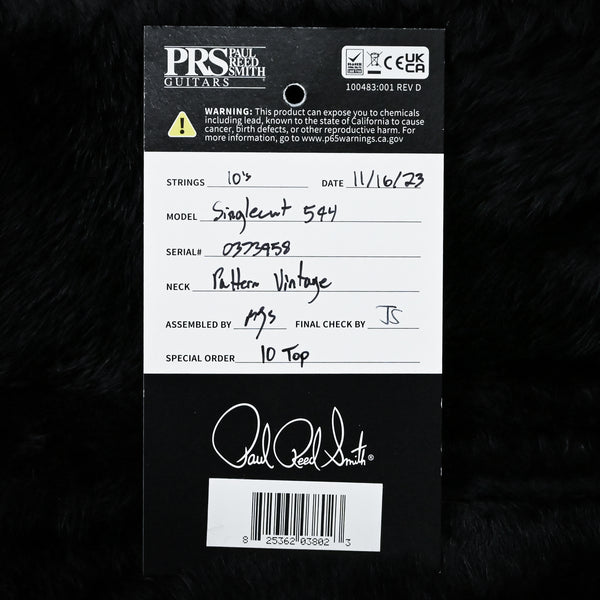 PRS PAUL REED SMITH
GUITARS
CE UK CA
100483:001 REV D
WARNING: This product can expose you to chemicals
including lead, known to the state of California to cause
cancer, birth defects, or other reproductive harm. For
more information, go to www.p65warnings.ca.gov
STRINGS 10's DATE 11/16/23
MODEL Singlecut 594
SERIAL# 0373958
NECK Pattern Vintage
ASSEMBLED BY FINAL CHECK BY JS
SPECIAL ORDER 10 Top
Paul Reed Smith®
8 25362 03802 3